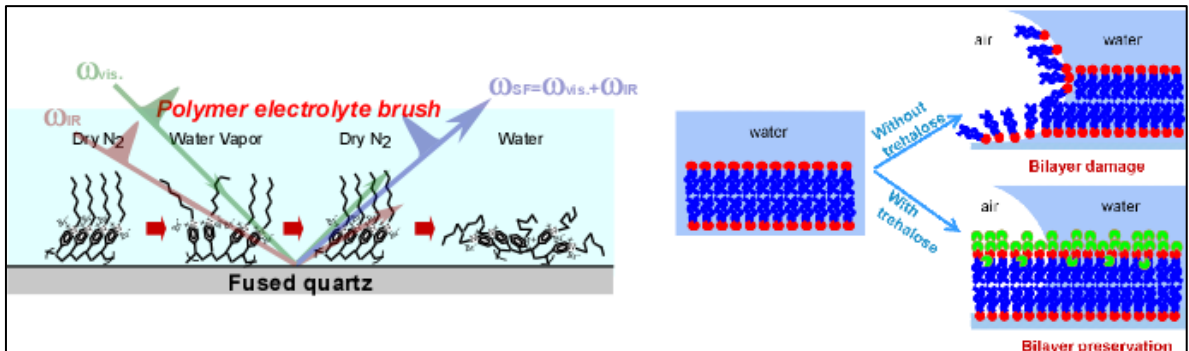 ωvis.
ωSF=ωvis.+ωIR
Polymer electrolyte brush
ωIR
Dry N2
Water Vapor
Dry N2
Water
Fused quartz
water
Without trehalose
With trehalose
air
water
Bilayer damage
air
water
Bilayer preservation